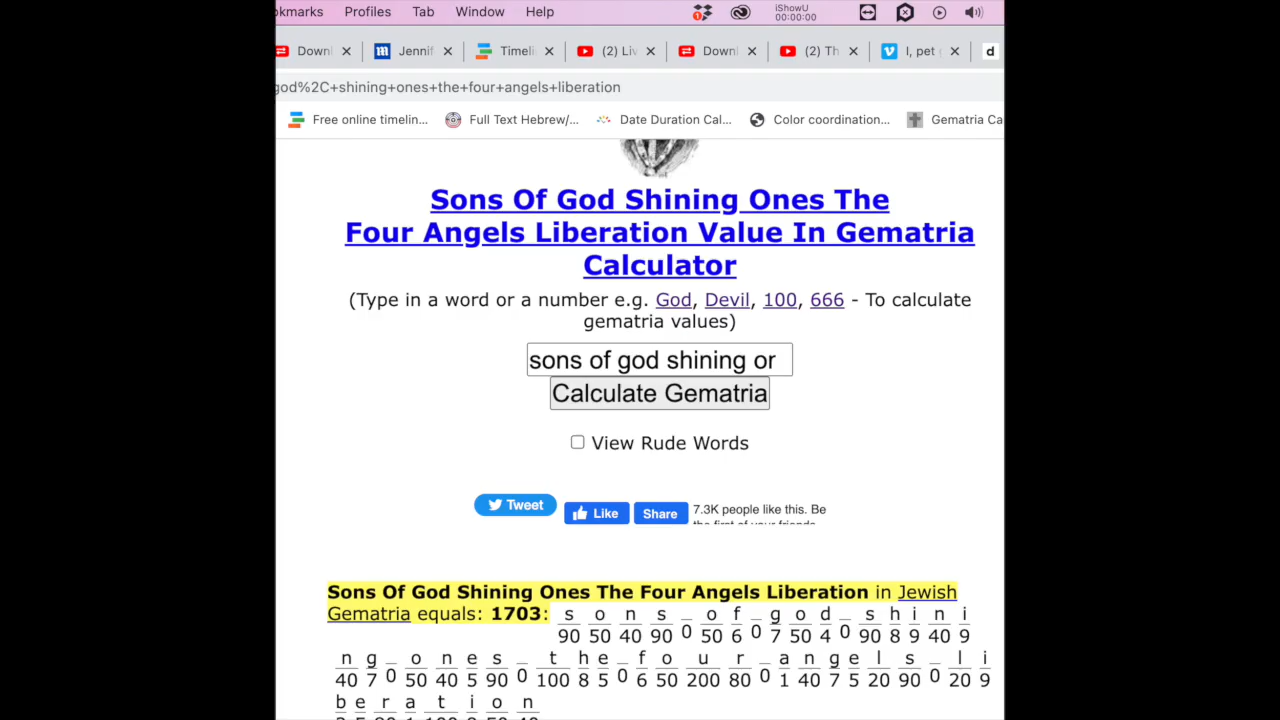 okmarks Profiles Tab Window Help iShowU
00:00:00
Downl Jennif Timeli (2) Liv Downl (2) Th I, pet d
god%2C+shining+ones+the+four+angels+liberation
Free online timelin... Full Text Hebrew/... Date Duration Cal... Color coordination... Gematria Ca
Sons Of God Shining Ones The
Four Angels Liberation Value In Gematria
Calculator
(Type in a word or a number e.g. God, Devil, 100, 666 - To calculate
gematria values)
sons of god shining or
Calculate Gematria
View Rude Words
Tweet Like Share 7.3K people like this. Be
the first of your friends
Sons Of God Shining Ones The Four Angels Liberation in Jewish
Gematria equals: 1703: s o n s _ o f _ g o d _ s h i n i
90 50 40 90 0 50 6 0 7 50 4 0 90 8 9 40 9
n g _ o n e s _ t h e _ f o u r _ a n g e l s _ l i
40 7 0 50 40 5 90 0 100 8 5 0 6 50 200 80 0 1 40 7 5 20 90 0 20 9
b e r a t i o n